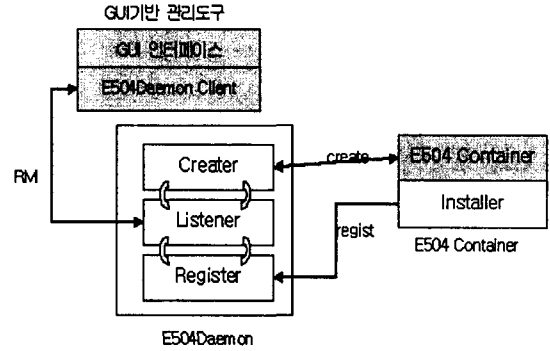 GUI기반 관리도구
GUI 인터페이스
E504Daemon Client
RMI
Creater
Listener
Register
create
regist
E504 Container
Installer
E504 Container
E504Daemon